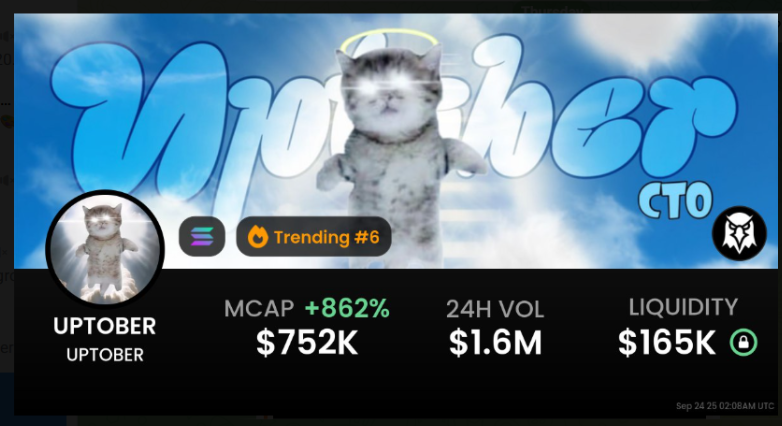 Thursday
Uptober
CTO
Trending #6
UPTOBER
UPTOBER
MCAP +862%
$752K
24H VOL
$1.6M
LIQUIDITY
$165K
Sep 24 25 02:08AM UTC